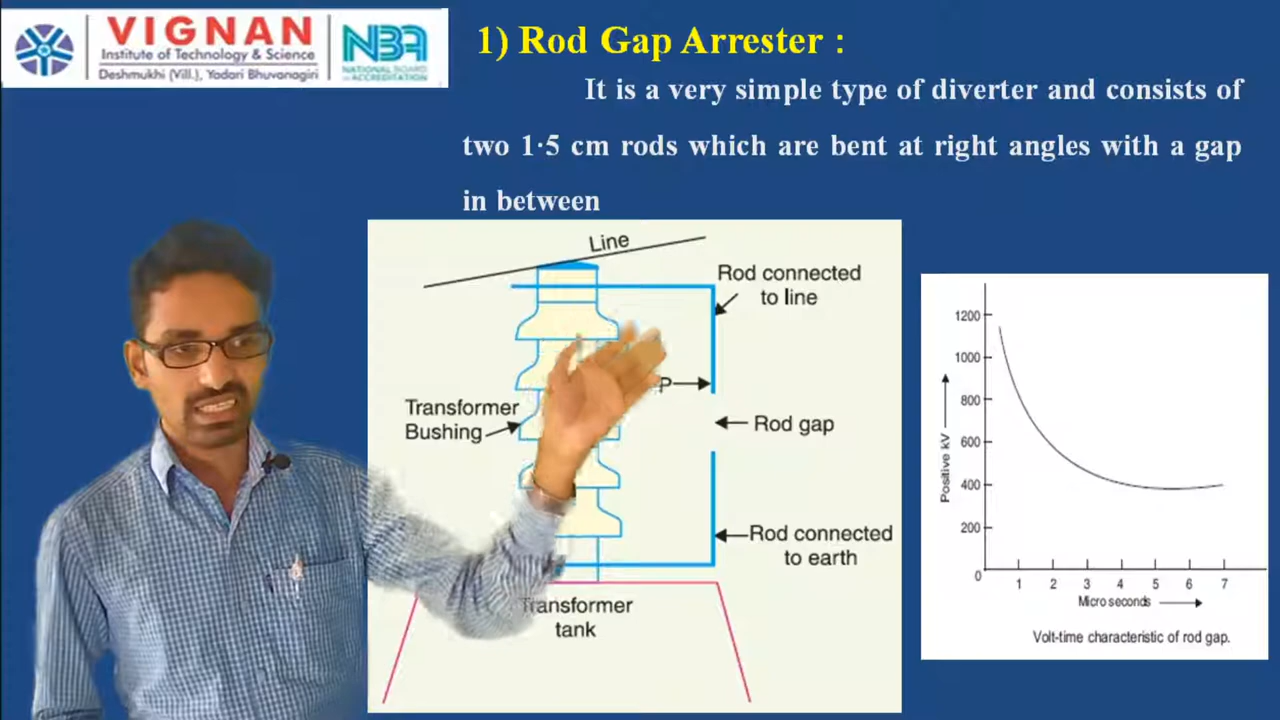 VIGNAN
Institute of Technology & Science
Deshmukhi (Vill.), Yadari Bhuvanagiri
NBA
NATIONAL BOARD
ACCREDITATION
1) Rod Gap Arrester :
It is a very simple type of diverter and consists of
two 1·5 cm rods which are bent at right angles with a gap
in between
Line
Rod connected
to line
P
Transformer
Bushing
Rod gap
Rod connected
to earth
Transformer
tank
1200
1000
800
600
400
200
0
Positive kV
1 2 3 4 5 6 7
Micro seconds
Volt-time characteristic of rod gap.